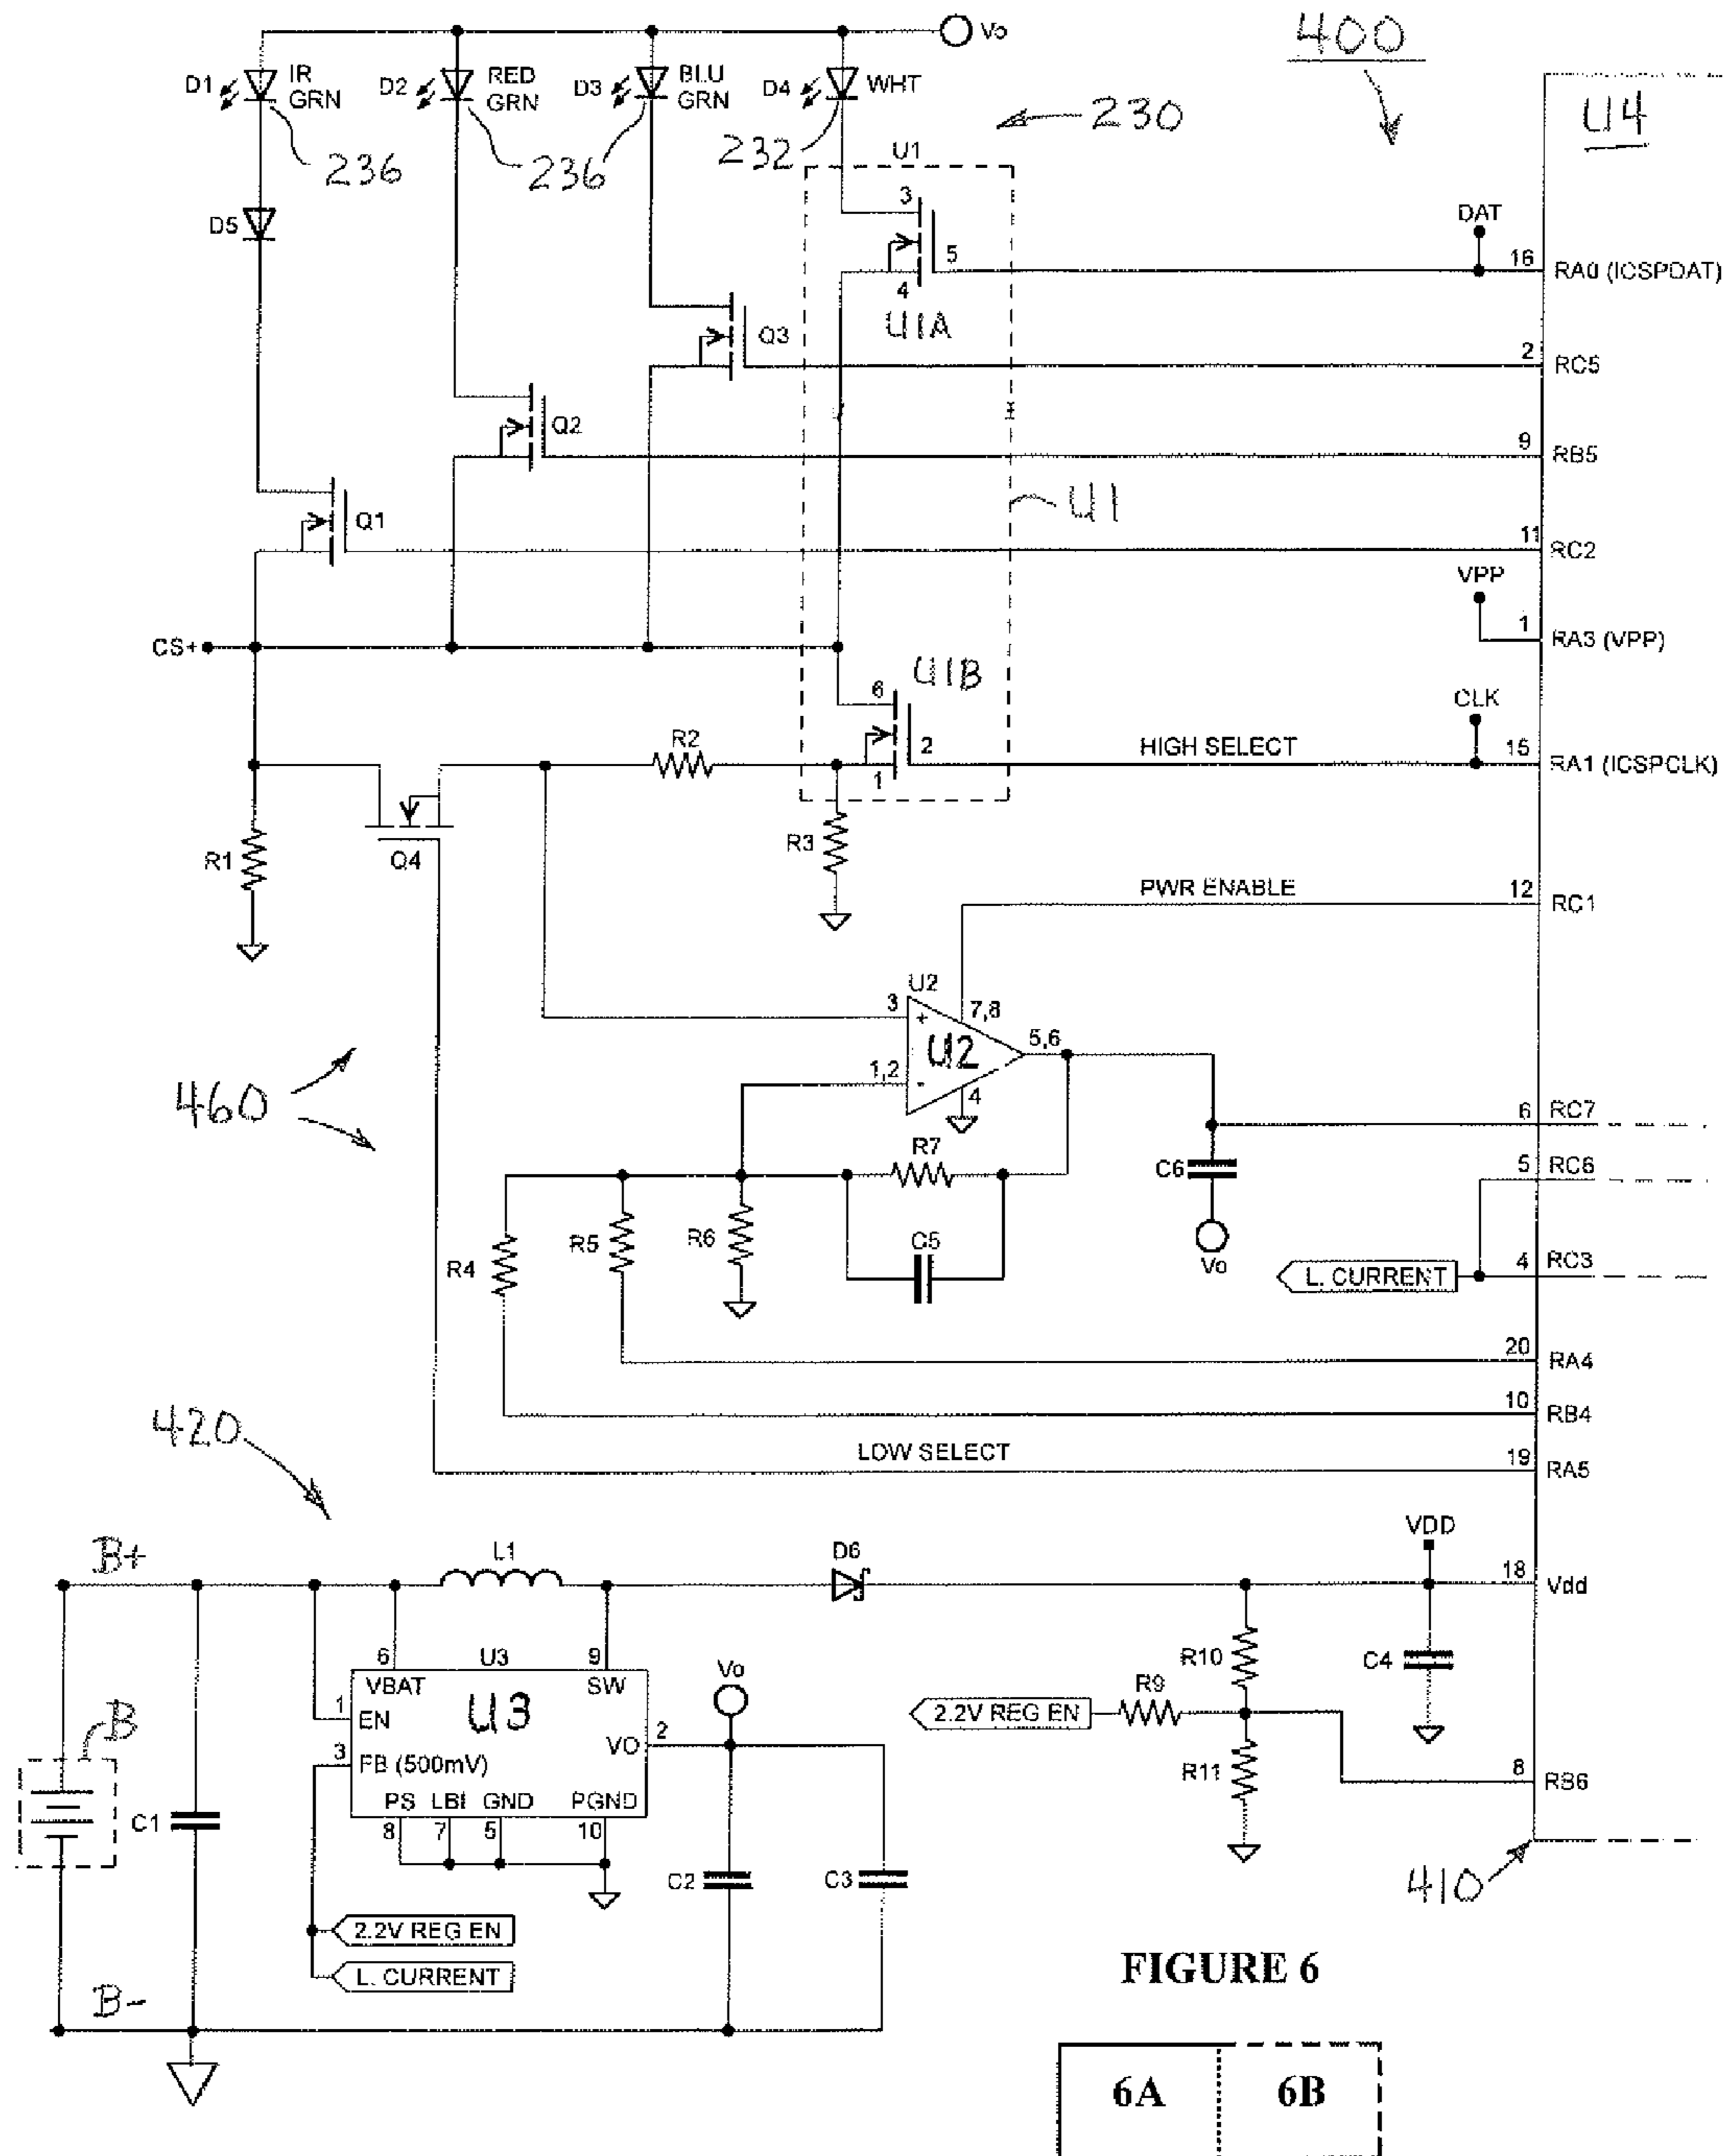 Vo
400
U4
D1
IR
GRN
D2
RED
GRN
D3
BLU
GRN
D4
WHT
230
236
236
232
U1
D5
3
5
4
U1A
DAT
16
RA0 (ICSPDAT)
Q3
2
RC5
Q2
9
RB5
U1
Q1
11
RC2
VPP
1
RA3 (VPP)
CS+
U1B
6
2
1
HIGH SELECT
CLK
15
RA1 (ICSPCLK)
R2
R1
Q4
R3
PWR ENABLE
12
RC1
U2
3
+
7,8
U2
5,6
1,2
-
4
460
6
RC7
R7
C6
5
RC6
R4
R5
R6
C5
Vo
L. CURRENT
4
RC3
20
RA4
10
RB4
420
LOW SELECT
19
RA5
B+
L1
D6
VDD
18
Vdd
6
U3
9
VBAT
SW
Vo
R10
C4
1
EN
U3
2.2V REG EN
R9
B
3
FB (500mV)
VO
2
R11
8
RB6
PS
LBI
GND
PGND
C1
8
7
5
10
C2
C3
410
2.2V REG EN
L. CURRENT
B-
FIGURE 6
6A
6B